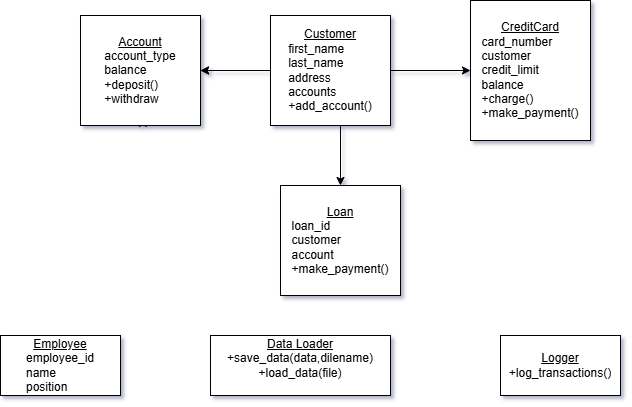 Account
account_type
balance
+deposit()
+withdraw
Customer
first_name
last_name
address
accounts
+add_account()
CreditCard
card_number
customer
credit_limit
balance
+charge()
+make_payment()
Loan
loan_id
customer
account
+make_payment()
Employee
employee_id
name
position
Data Loader
+save_data(data,dilename)
+load_data(file)
Logger
+log_transactions()